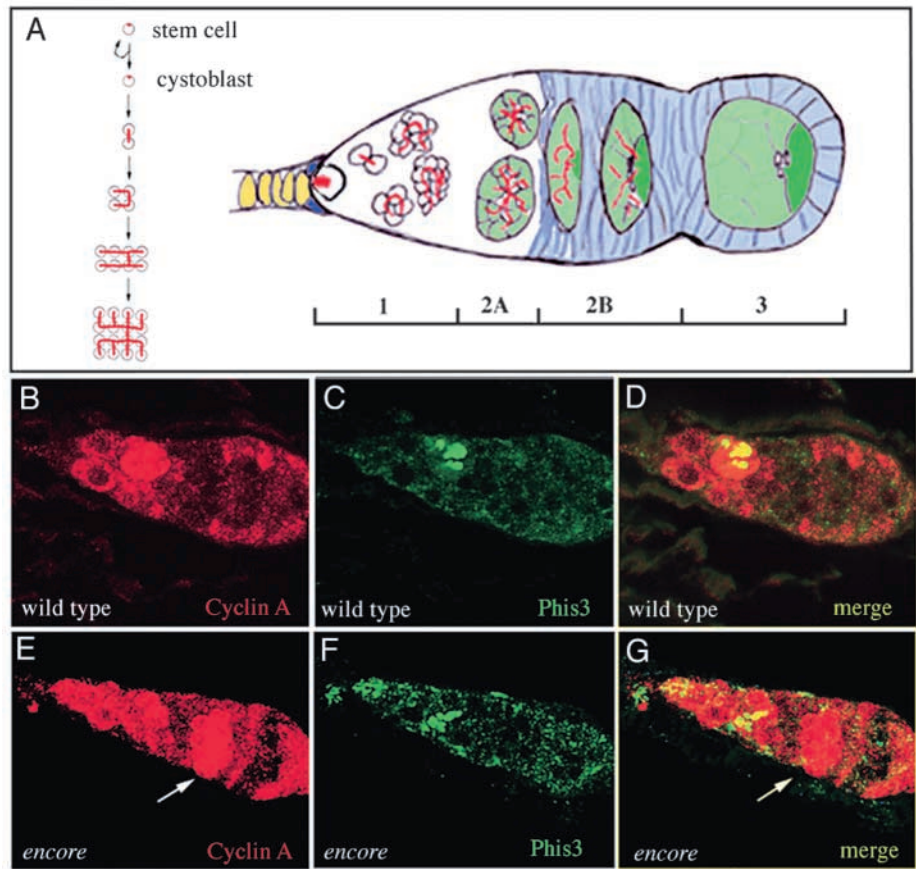 A
stem cell
cystoblast
1 2A 2B 3
B
wild type Cyclin A
C
wild type Phis3
D
wild type merge
E
encore Cyclin A
F
encore Phis3
G
encore merge